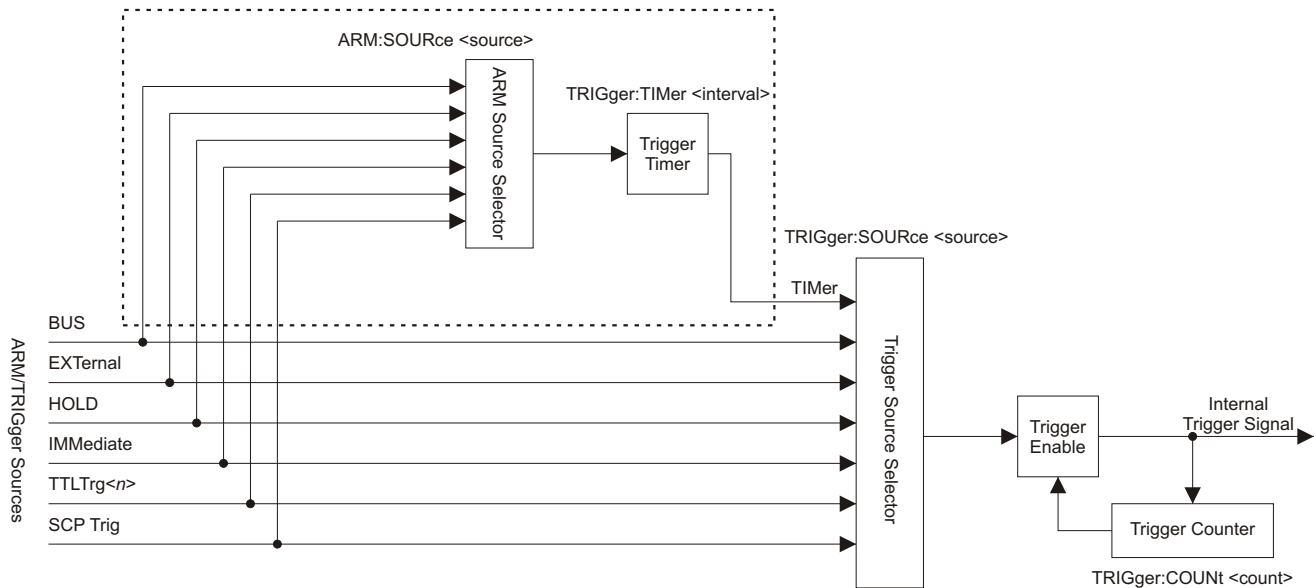 ARM:SOURce <source>
ARM Source Selector
TRIGger:TIMer <interval>
Trigger
Timer
TRIGger:SOURce <source>
TIMer
ARM/TRIGger Sources
BUS
EXTernal
HOLD
IMMediate
TTLTrg<n>
SCP Trig
Trigger Source Selector
Trigger
Enable
Internal
Trigger Signal
Trigger Counter
TRIGger:COUNt <count>